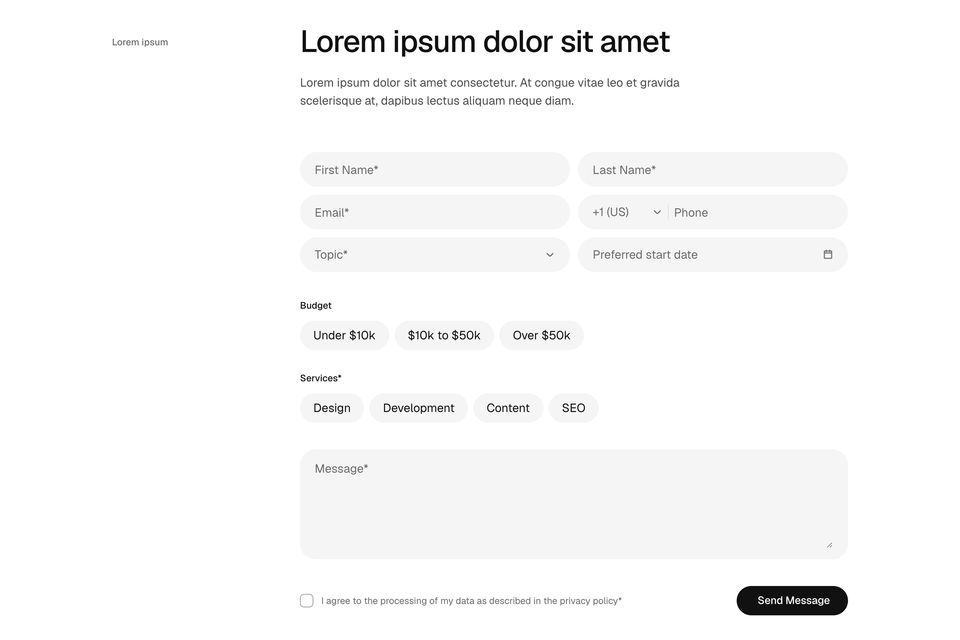 Lorem ipsum
Lorem ipsum dolor sit amet
Lorem ipsum dolor sit amet consectetur. At congue vitae leo et gravida
scelerisque at, dapibus lectus aliquam neque diam.
First Name*
Last Name*
Email*
+1 (US)
Phone
Topic*
Preferred start date
Budget
Under $10k
$10k to $50k
Over $50k
Services*
Design
Development
Content
SEO
Message*
I agree to the processing of my data as described in the privacy policy*
Send Message